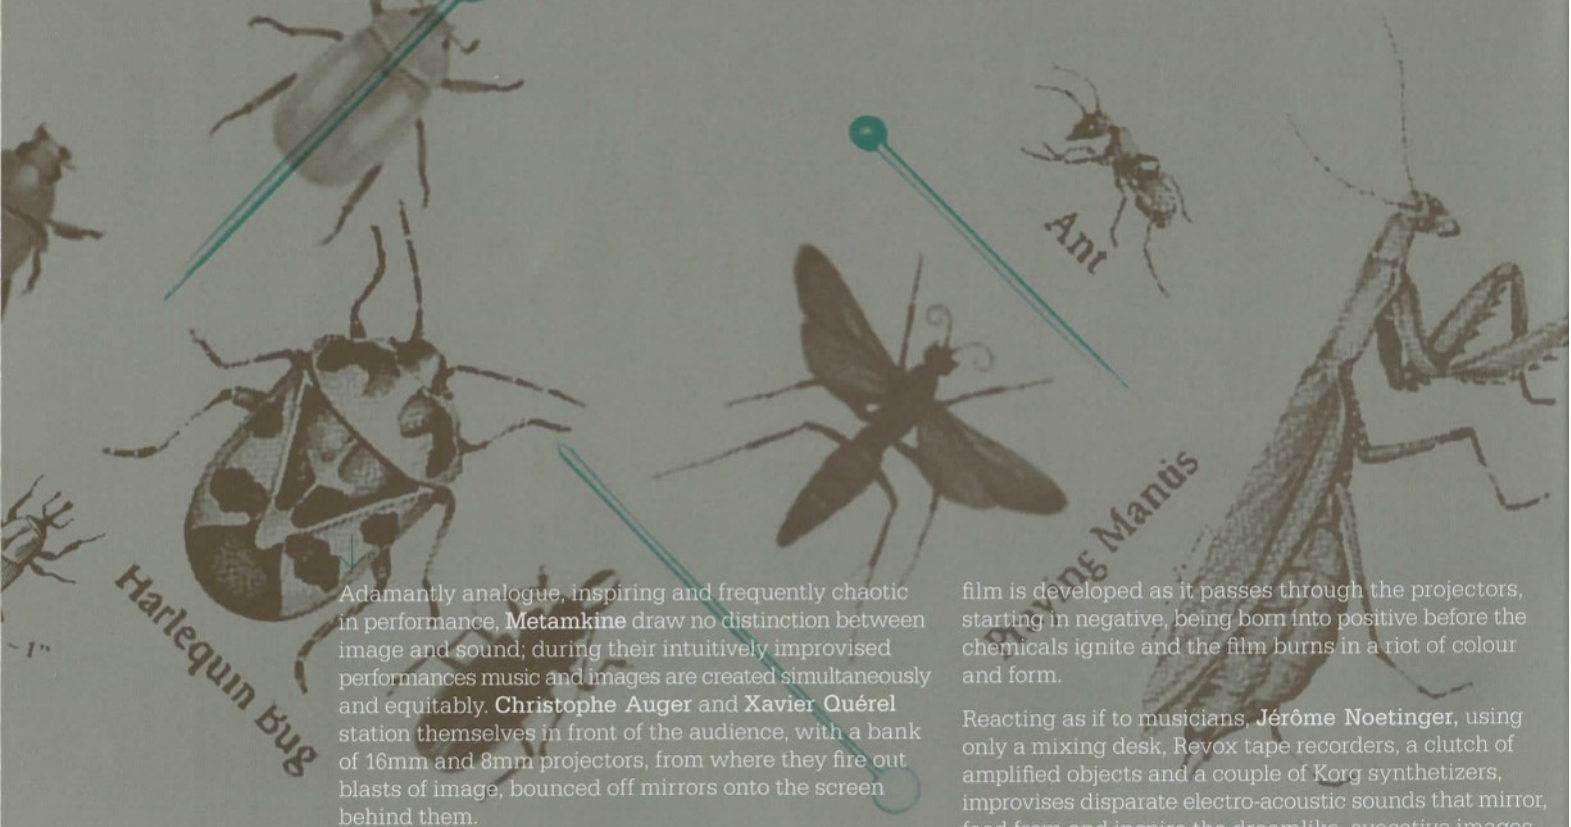 Ant
Praying Mantis
Harlequin Bug
~1"
Adamantly analogue, inspiring and frequently chaotic
in performance, Metamkine draw no distinction between
image and sound; during their intuitively improvised
performances music and images are created simultaneously
and equitably. Christophe Auger and Xavier Quérel
station themselves in front of the audience, with a bank
of 16mm and 8mm projectors, from where they fire out
blasts of image, bounced off mirrors onto the screen
behind them.
film is developed as it passes through the projectors,
starting in negative, being born into positive before the
chemicals ignite and the film burns in a riot of colour
and form.
Reacting as if to musicians, Jérôme Noetinger, using
only a mixing desk, Revox tape recorders, a clutch of
amplified objects and a couple of Korg synthetizers,
improvises disparate electro-acoustic sounds that mirror,